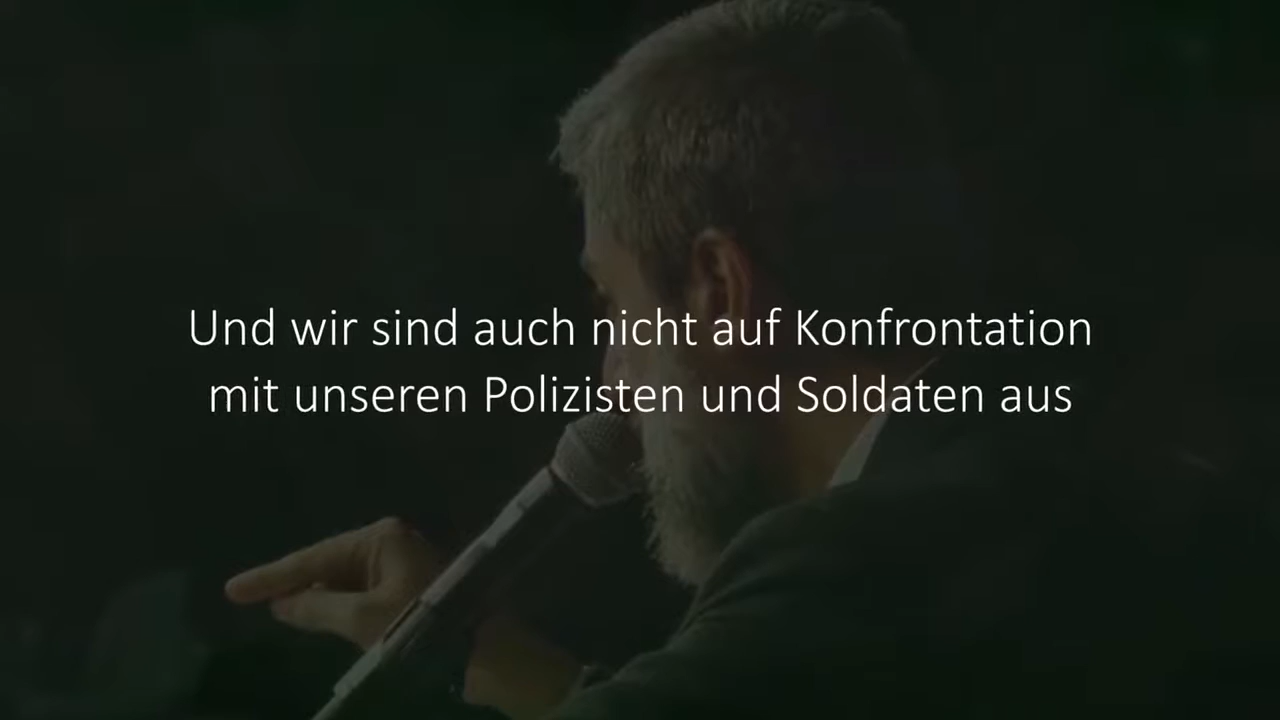 Und wir sind auch nicht auf Konfrontation
mit unseren Polizisten und Soldaten aus